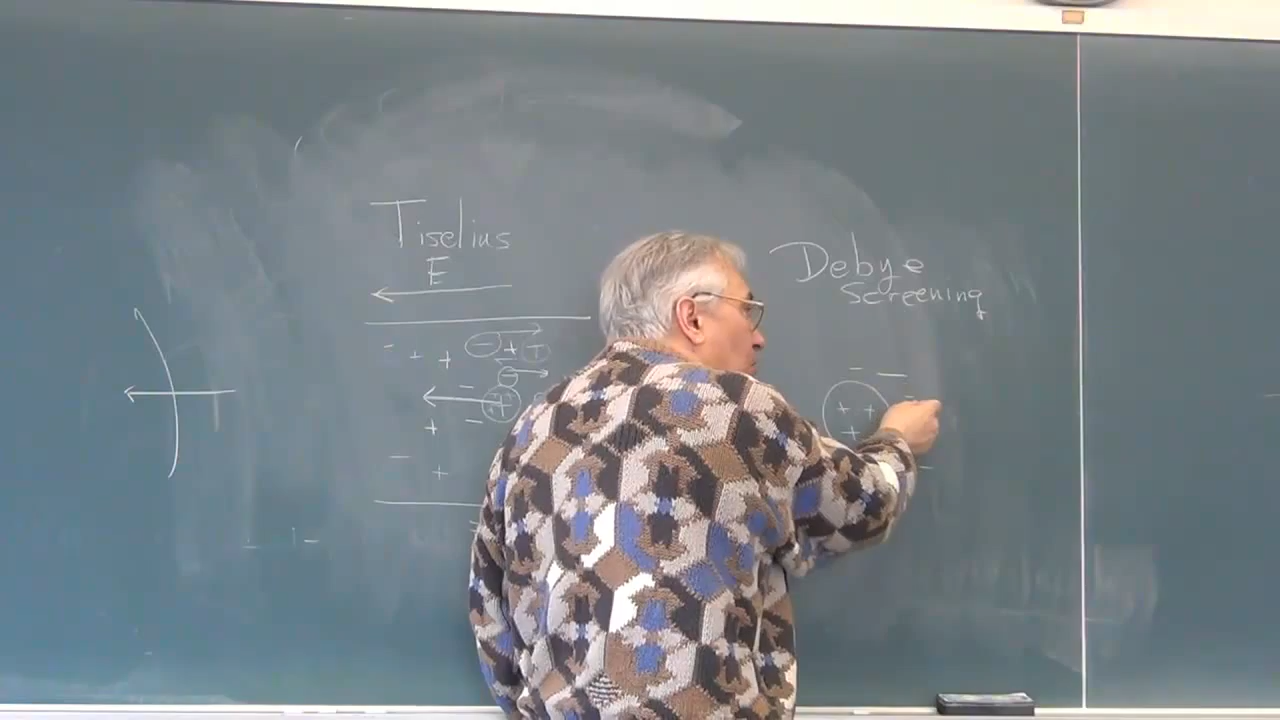 Tiselius
E
Debye
Screening
- + + - + +
-
-
+ -
- +
- -
+ +
+
-